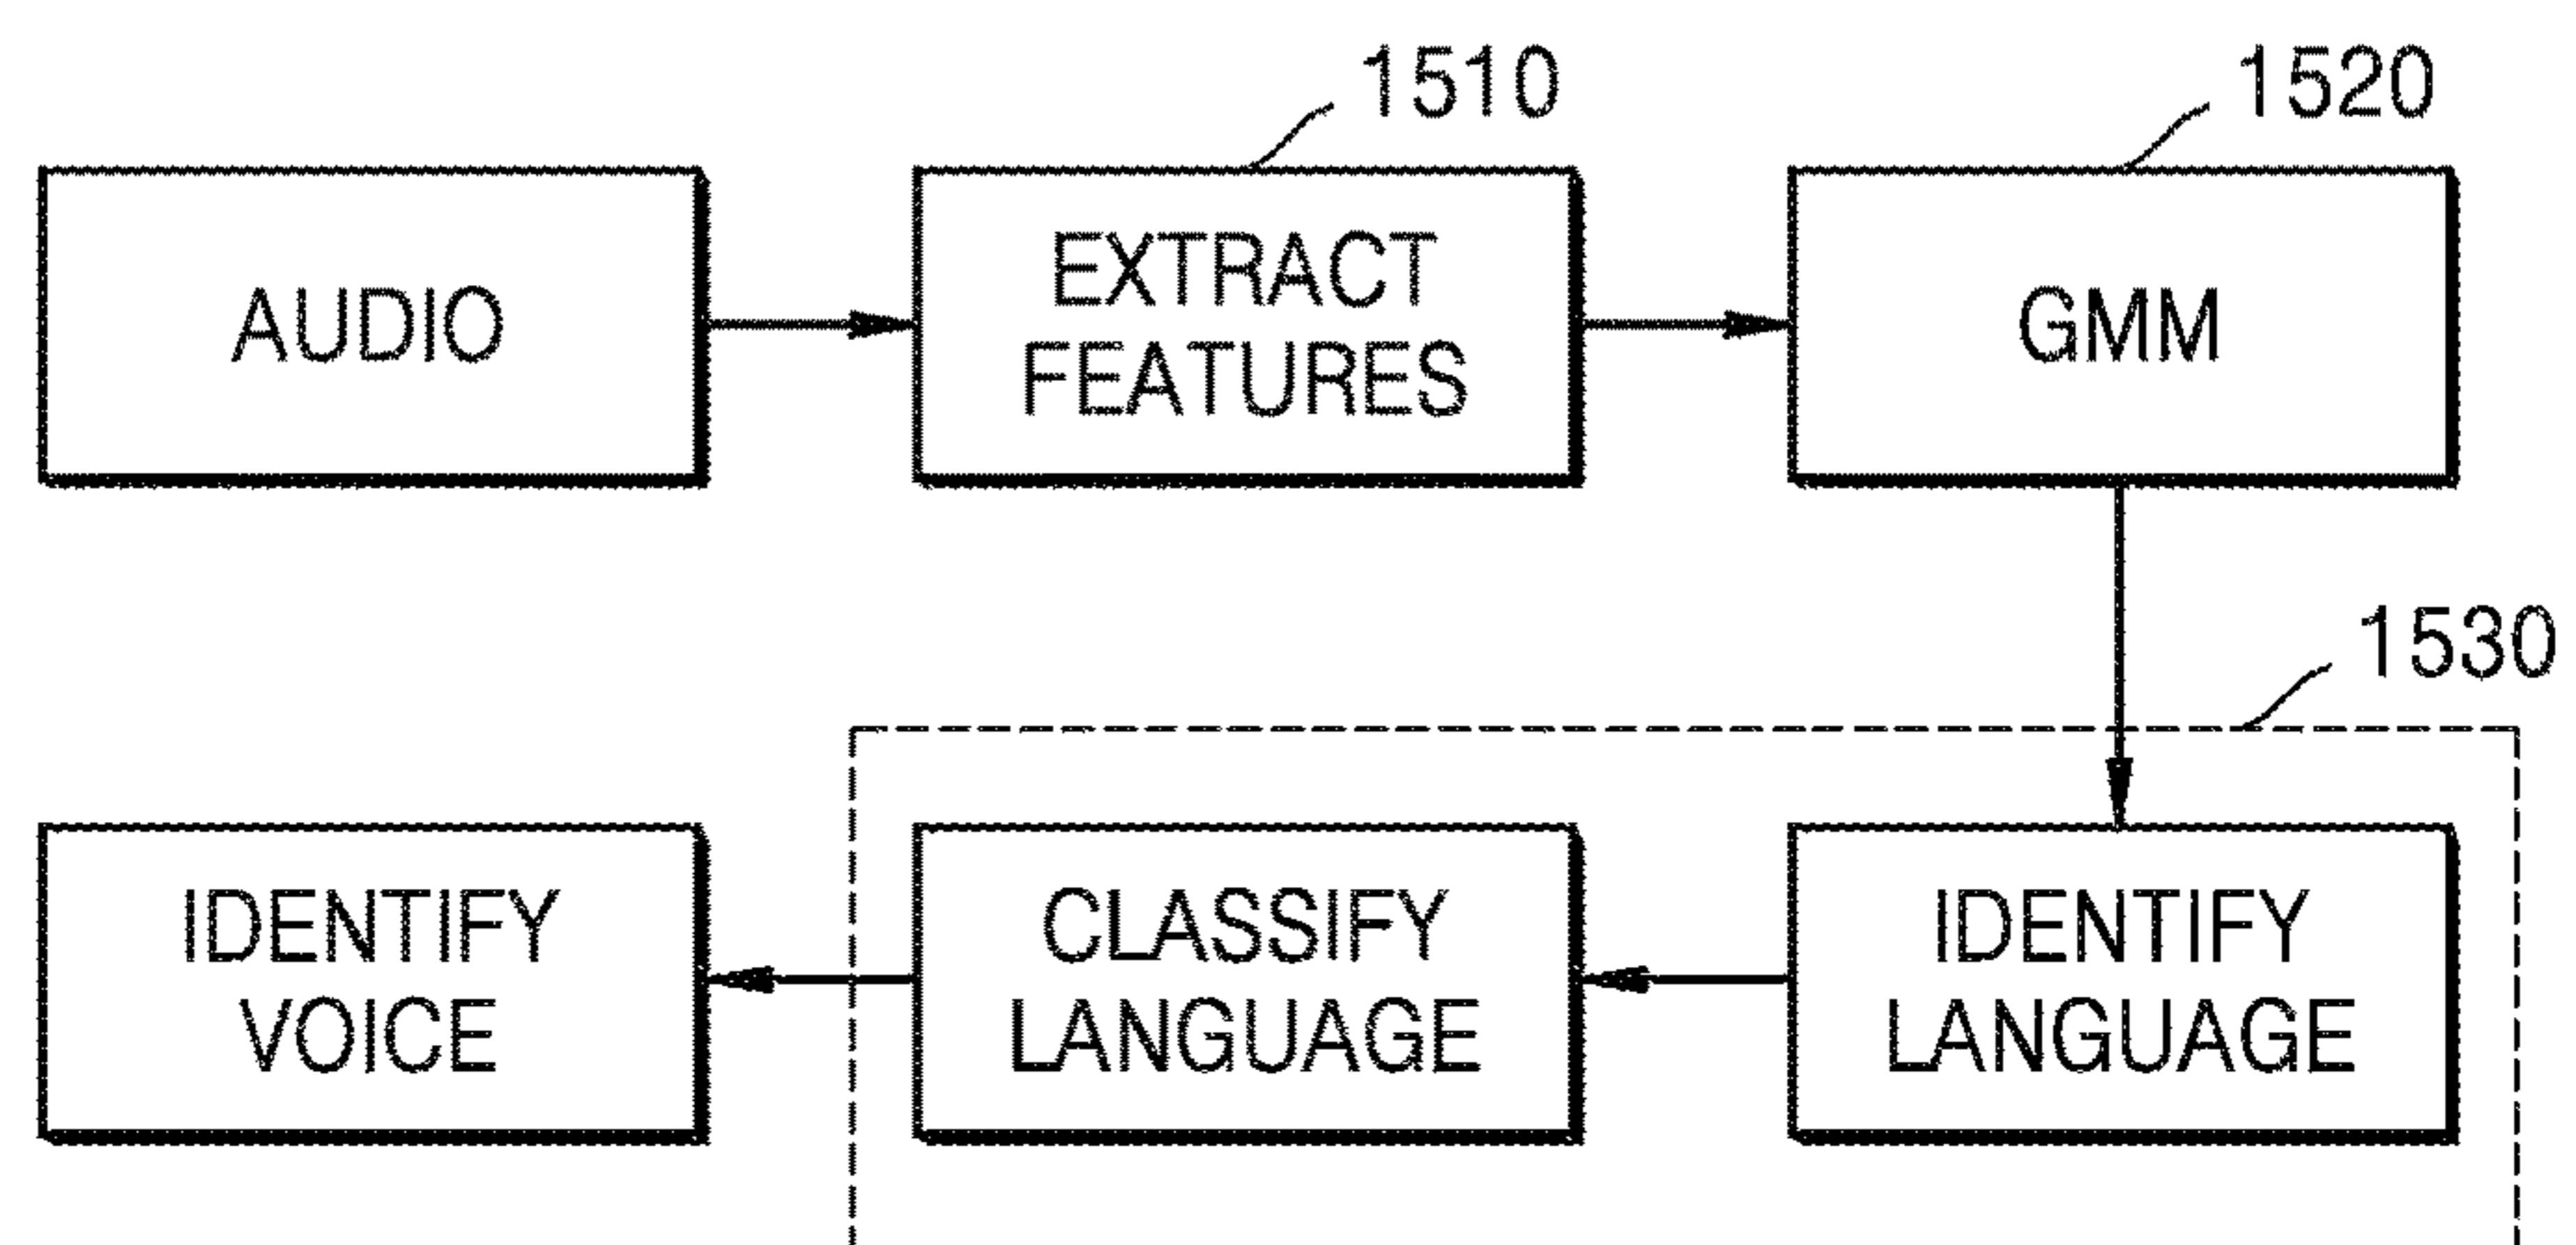 1510
1520
AUDIO
EXTRACT
FEATURES
GMM
1530
IDENTIFY
VOICE
CLASSIFY
LANGUAGE
IDENTIFY
LANGUAGE